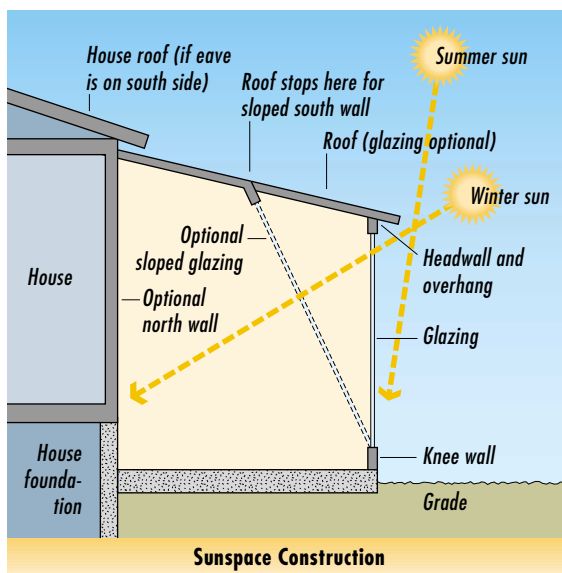 House roof (if eave
is on south side)
Roof stops here for
sloped south wall
Summer sun
Roof (glazing optional)
Winter sun
Optional
sloped glazing
Headwall and
overhang
House
Optional
north wall
Glazing
House
founda-
tion
Knee wall
Grade
Sunspace Construction